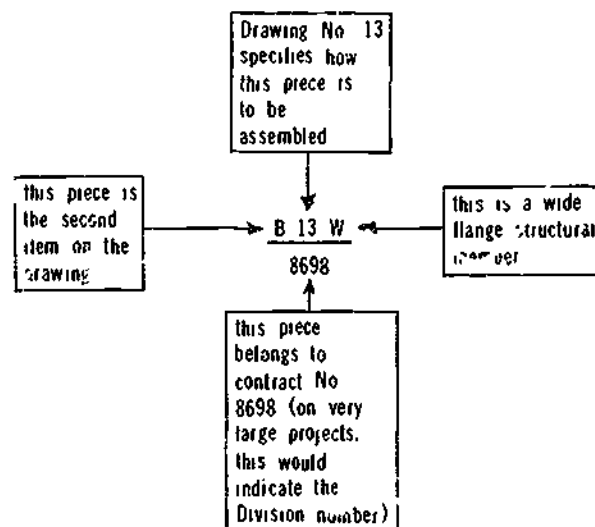 Drawing No 13
specifies how
this piece is
to be
assembled
this piece is
the second
item on the
drawing
B 13 W
8698
this is a wide
flange structural
member
this piece
belongs to
contract No
8698 (on very
large projects.
this would
indicate the
Division number)